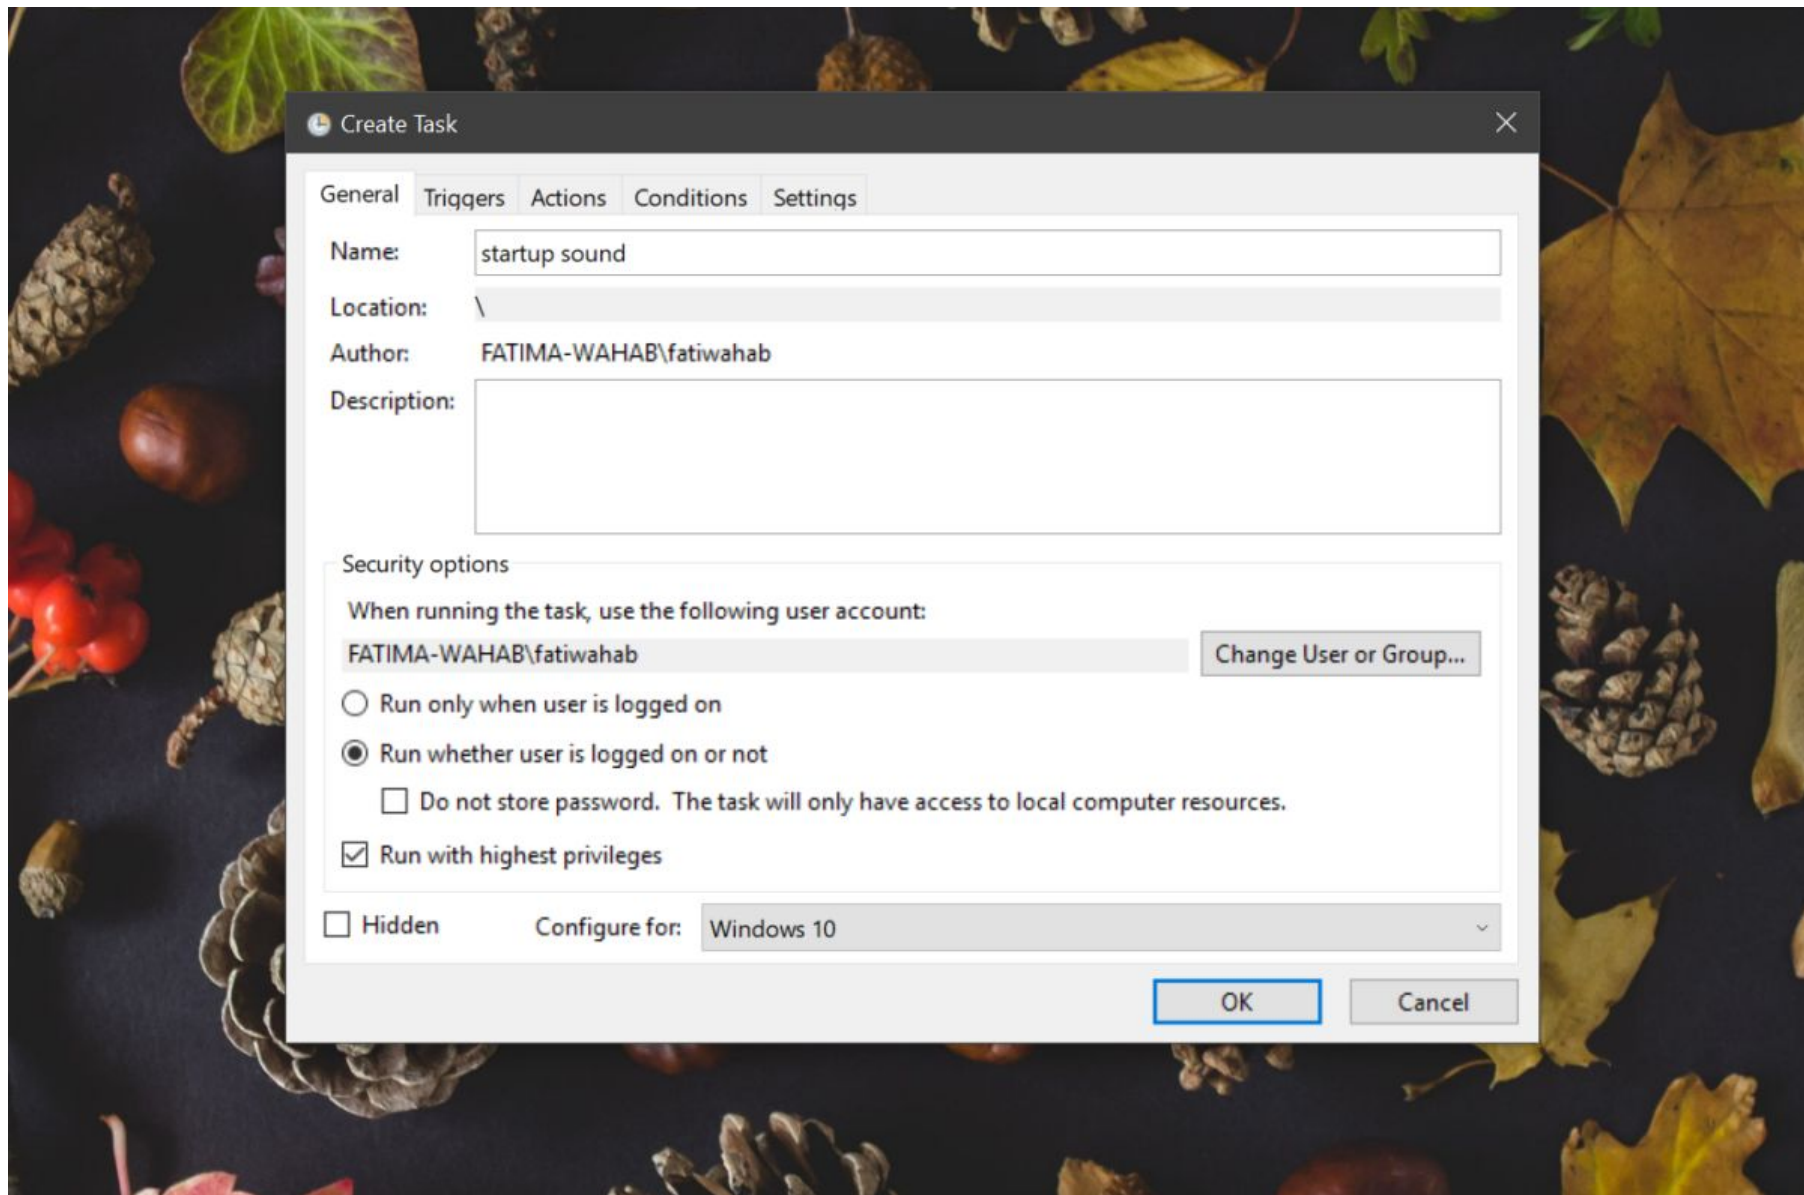 Create Task
General Triggers Actions Conditions Settings
Name: startup sound
Location: \
Author: FATIMA-WAHAB\fatiwahab
Description:
Security options
When running the task, use the following user account:
FATIMA-WAHAB\fatiwahab Change User or Group...
Run only when user is logged on
Run whether user is logged on or not
Do not store password. The task will only have access to local computer resources.
Run with highest privileges
Hidden Configure for: Windows 10
OK Cancel